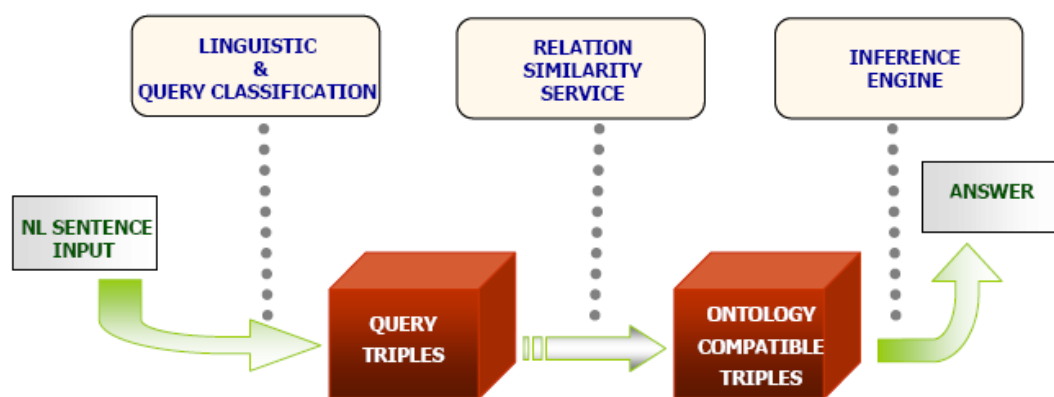 LINGUISTIC
&
QUERY CLASSIFICATION
RELATION
SIMILARITY
SERVICE
INFERENCE
ENGINE
NL SENTENCE
INPUT
QUERY
TRIPLES
ONTOLOGY
COMPATIBLE
TRIPLES
ANSWER